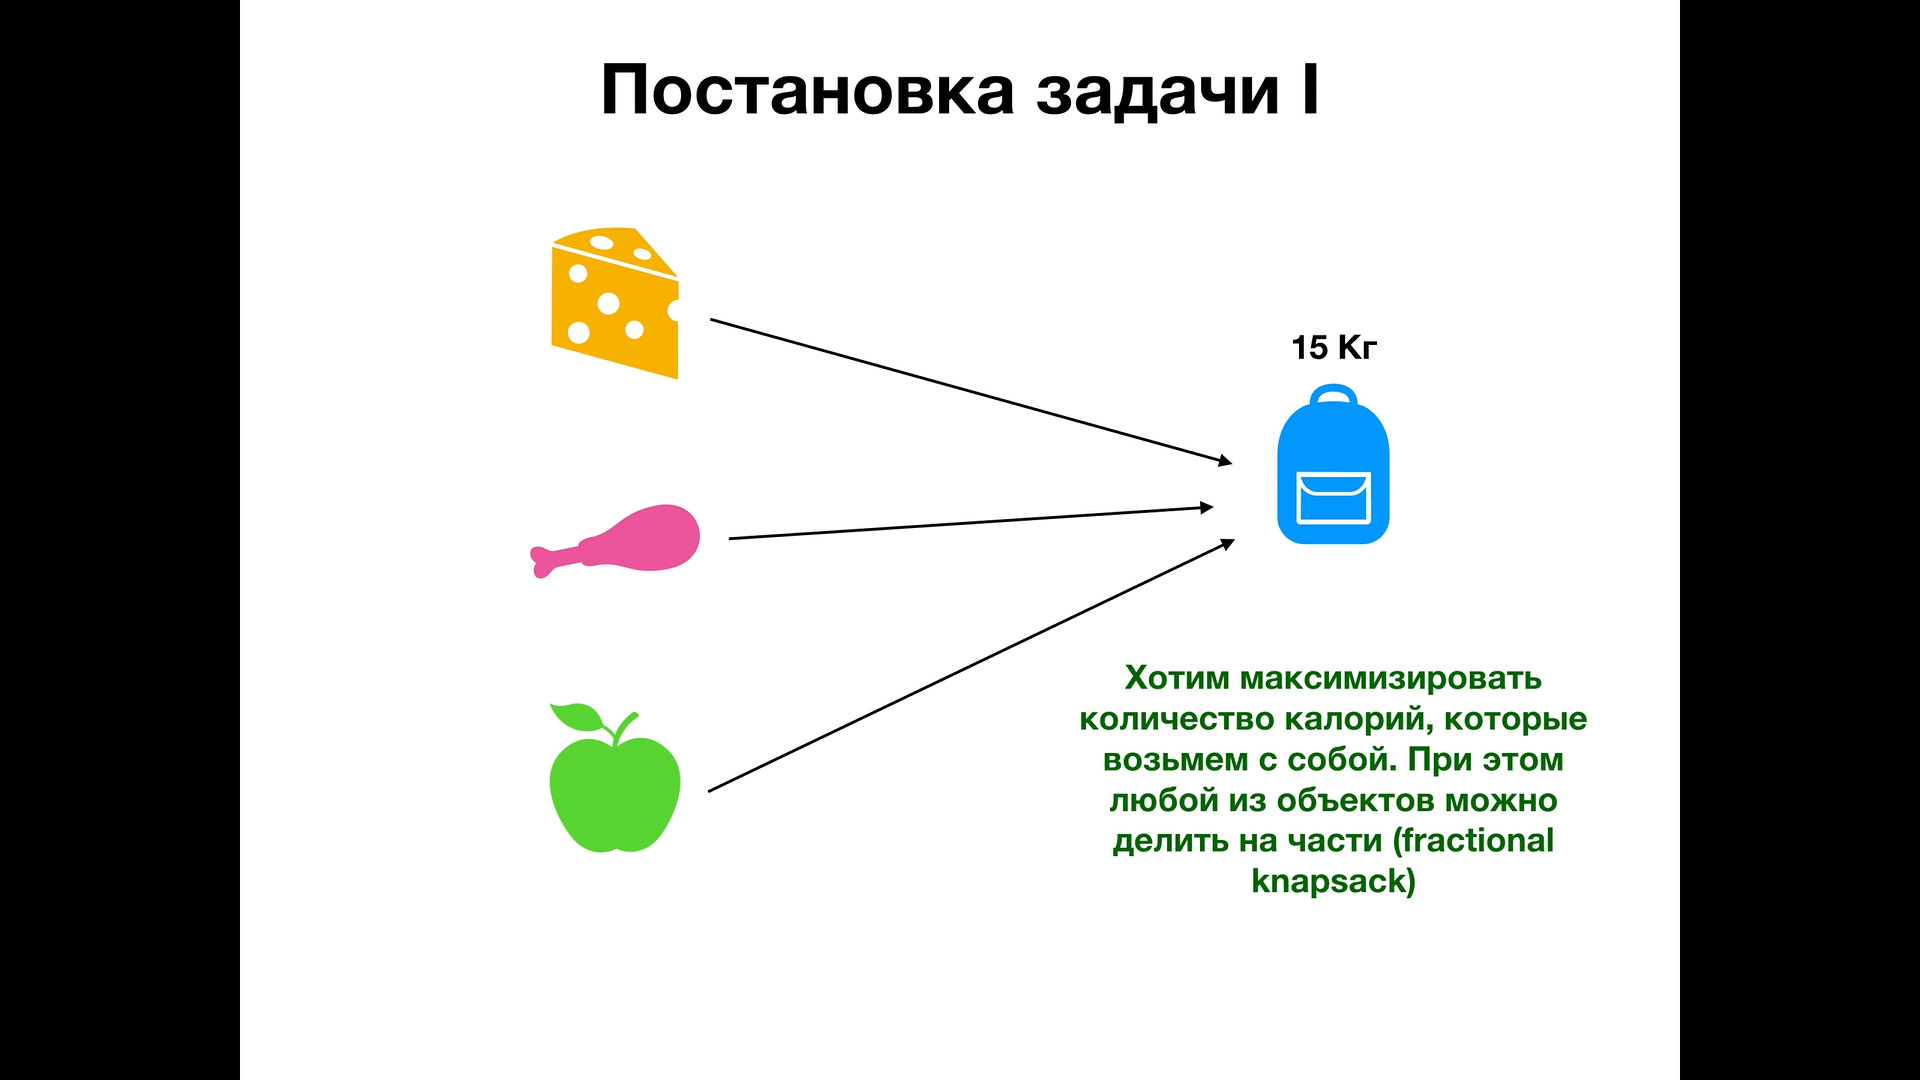 Постановка задачи I
15 Кг
Хотим максимизировать
количество калорий, которые
возьмем с собой. При этом
любой из объектов можно
делить на части (fractional
knapsack)